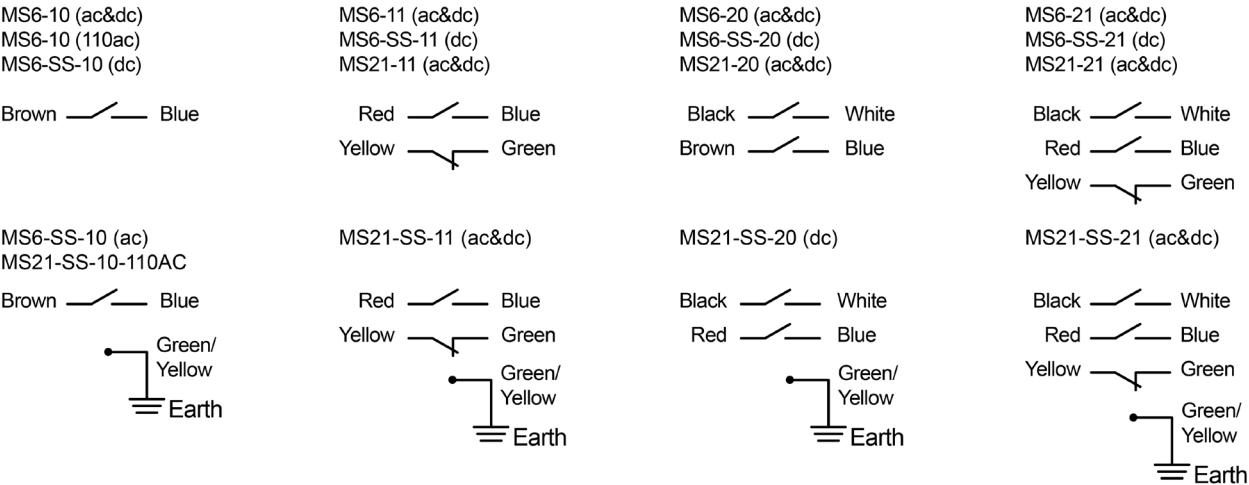 MS6-10 (ac&dc)
MS6-10 (110ac)
MS6-SS-10 (dc)
Brown Blue
MS6-11 (ac&dc)
MS6-SS-11 (dc)
MS21-11 (ac&dc)
Red Blue
Yellow Green
MS6-20 (ac&dc)
MS6-SS-20 (dc)
MS21-20 (ac&dc)
Black White
Brown Blue
MS6-21 (ac&dc)
MS6-SS-21 (dc)
MS21-21 (ac&dc)
Black White
Red Blue
Yellow Green
MS6-SS-10 (ac)
MS21-SS-10-110AC
Brown Blue
Green/
Yellow
Earth
MS21-SS-11 (ac&dc)
Red Blue
Yellow Green
Green/
Yellow
Earth
MS21-SS-20 (dc)
Black White
Red Blue
Green/
Yellow
Earth
MS21-SS-21 (ac&dc)
Black White
Red Blue
Yellow Green
Green/
Yellow
Earth